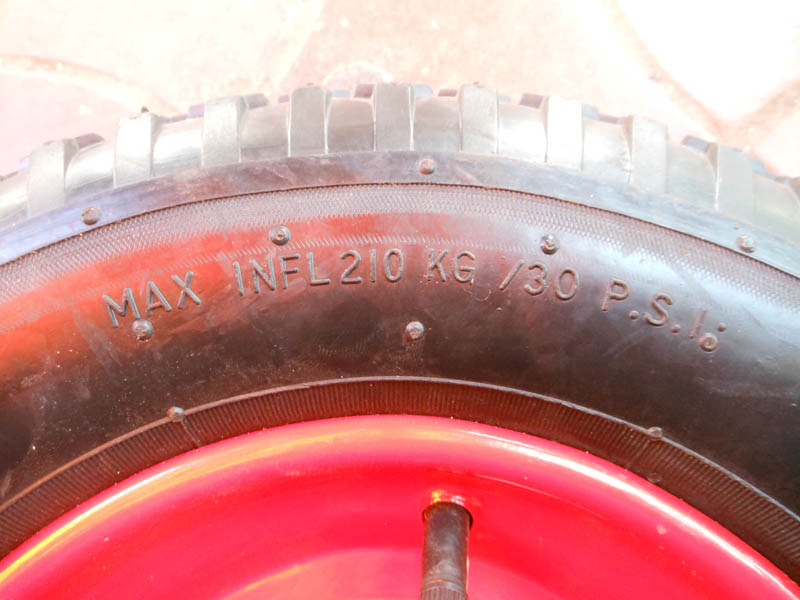 MAX INFL 210 KG /30 P.S.I.